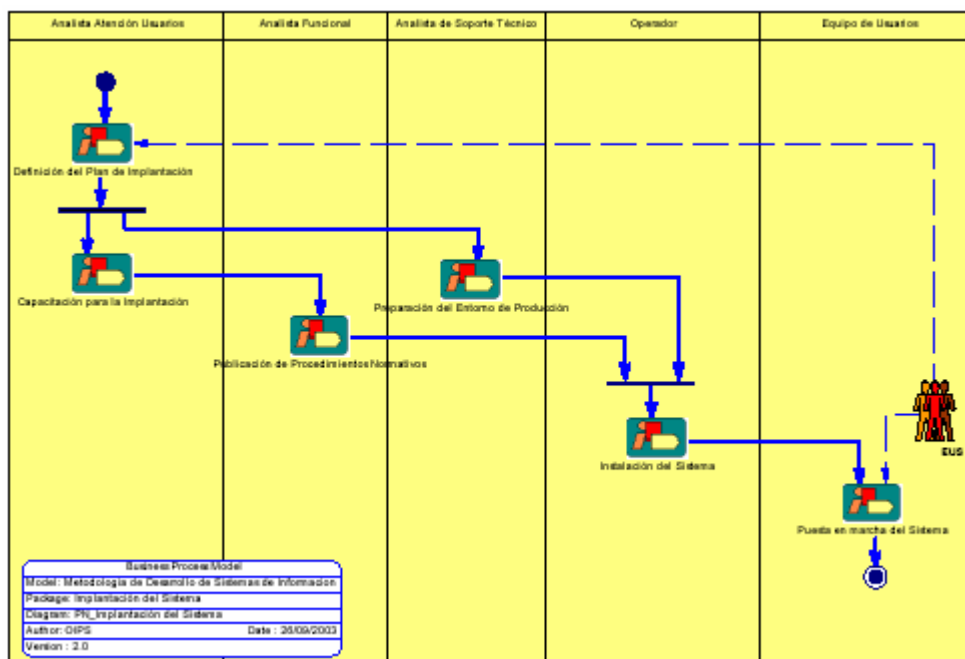 Analista Atención Usuarios
Analista Funcional
Analista de Soporte Técnico
Operador
Equipo de Usuarios
Definición del Plan de Implantación
Capacitación para la Implantación
Preparación del Entorno de Producción
Publicación de Procedimientos Normativos
EUS
Instalación del Sistema
Puesta en marcha del Sistema
Business Process Model
Model: Metodología de Desarrollo de Sistemas de Informacion
Package: Implantación del Sistema
Diagram: PN_Implantación del Sistema
Author: OIPS Date : 26/09/2003
Version : 2.0